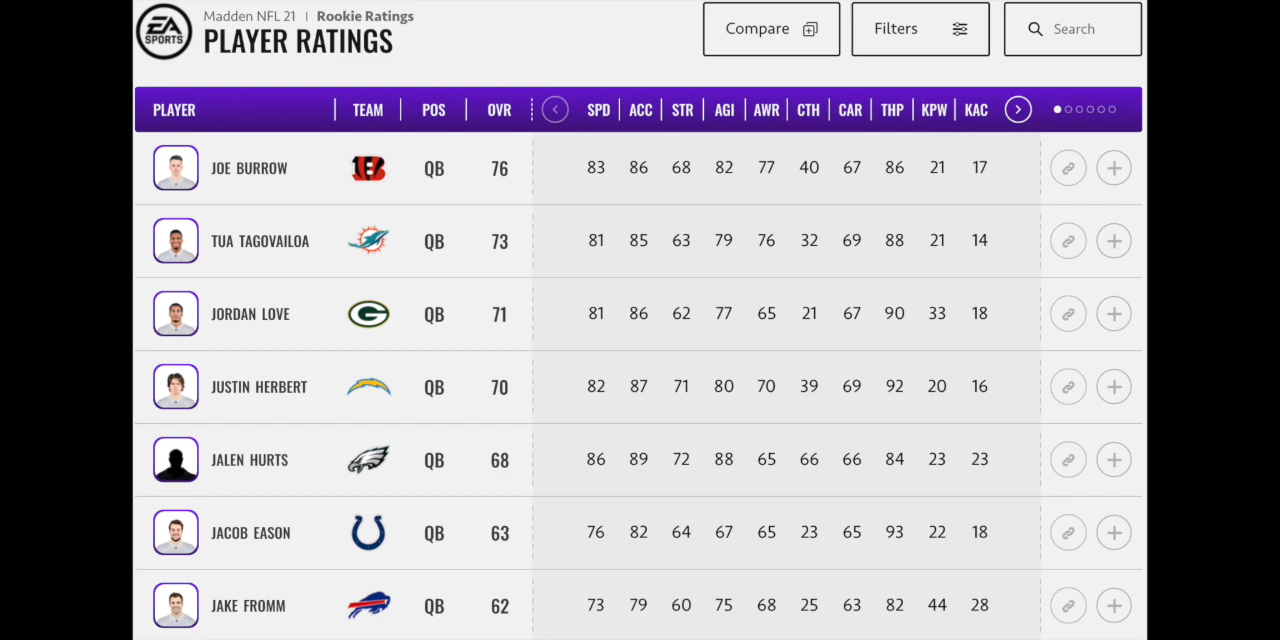 EA SPORTS
Madden NFL 21 | Rookie Ratings
PLAYER RATINGS
Compare Filters Search
PLAYER TEAM POS OVR SPD ACC STR AGI AWR CTH CAR THP KPW KAC
JOE BURROW B QB 76 83 86 68 82 77 40 67 86 21 17
TUA TAGOVAILOA QB 73 81 85 63 79 76 32 69 88 21 14
JORDAN LOVE G QB 71 81 86 62 77 65 21 67 90 33 18
JUSTIN HERBERT QB 70 82 87 71 80 70 39 69 92 20 16
JALEN HURTS QB 68 86 89 72 88 65 66 66 84 23 23
JACOB EASON QB 63 76 82 64 67 65 23 65 93 22 18
JAKE FROMM QB 62 73 79 60 75 68 25 63 82 44 28